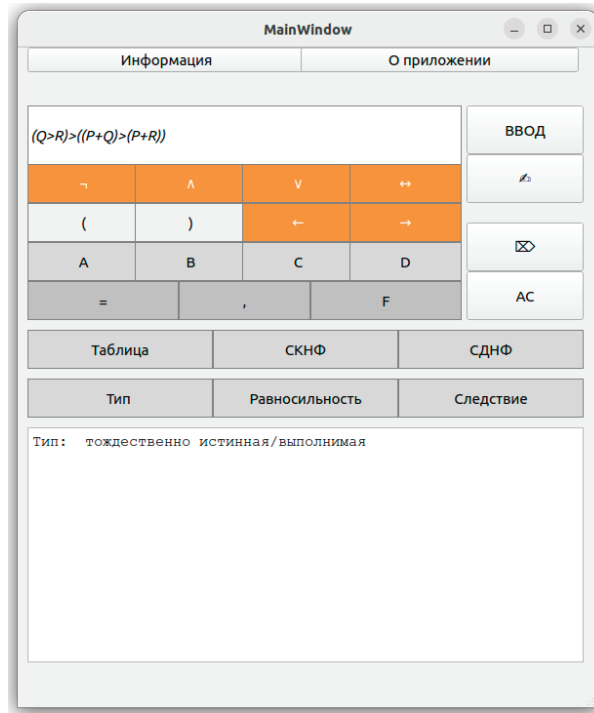 MainWindow
Информация О приложении
(Q>R)>((P+Q)>(P+R))
ВВОД
¬ ∧ ∨ ↔
✍
( ) ← →
⌦
A B C D
= , F
AC
Таблица СКНФ СДНФ
Тип Равносильность Следствие
Тип: тождественно истинная/выполнимая